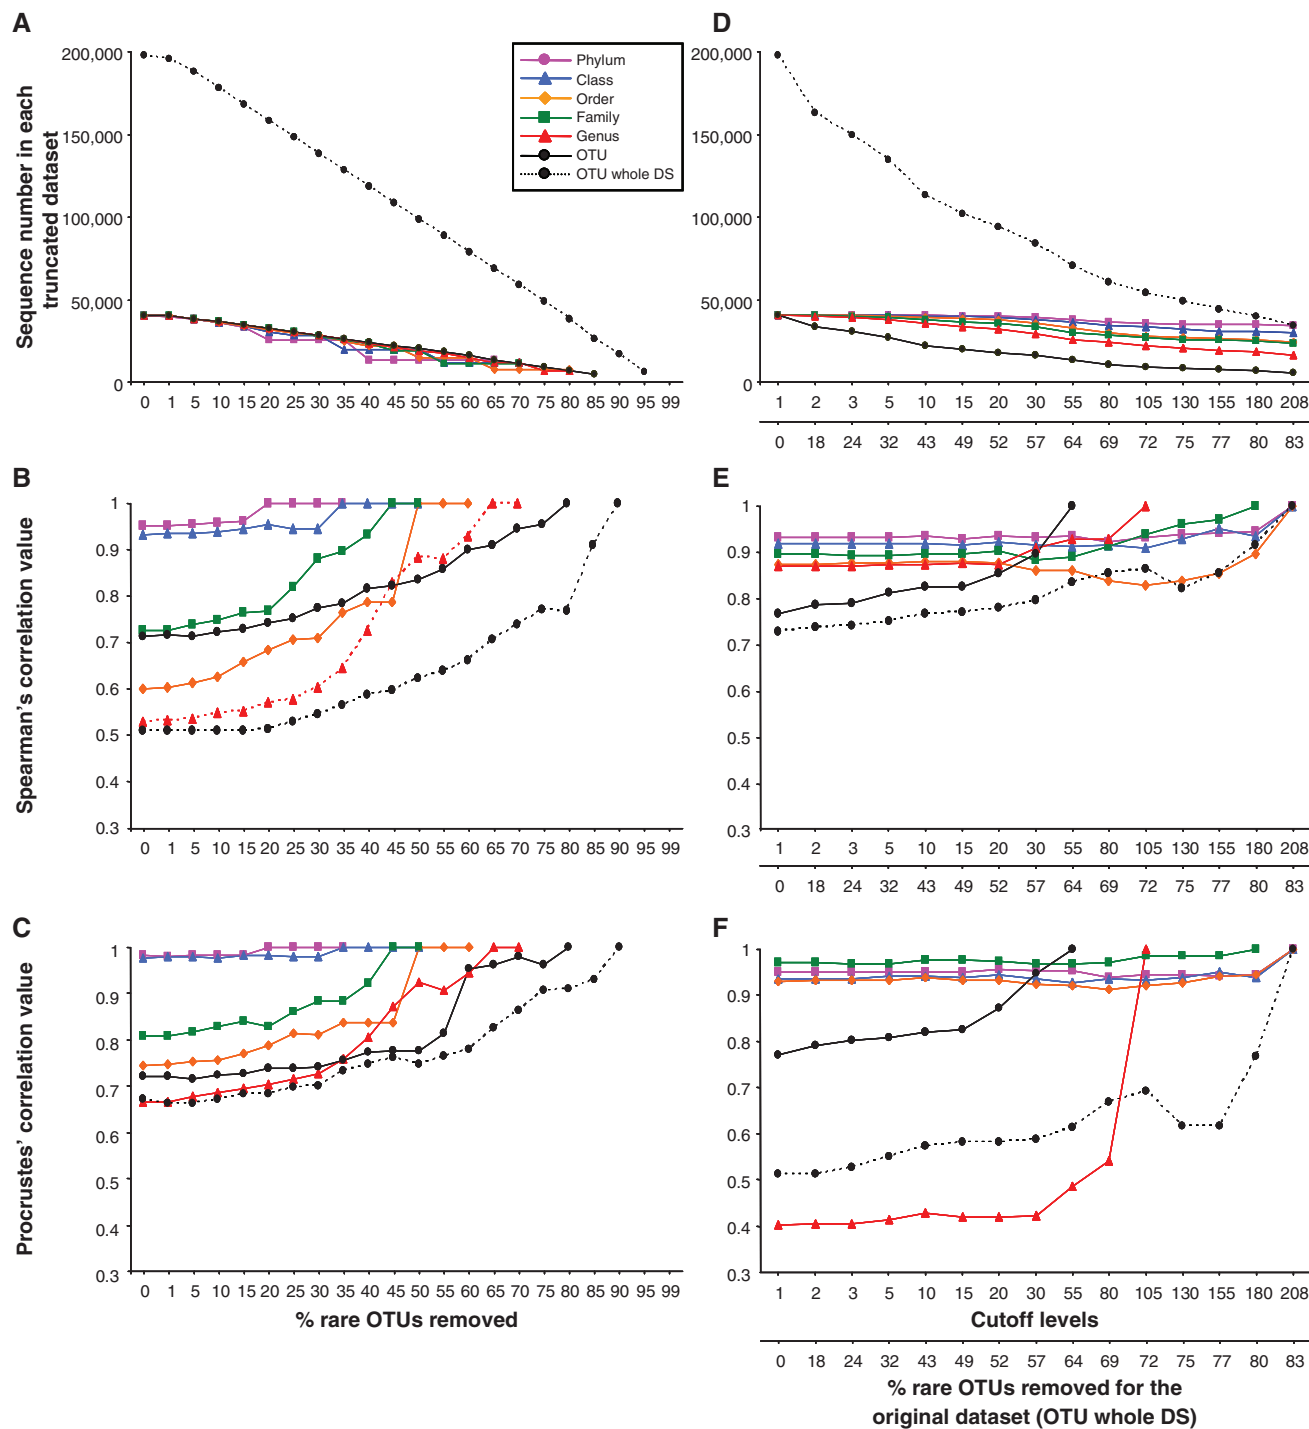 A
Sequence number in each
truncated dataset
200,000
150,000
100,000
50,000
0
0 1 5 10 15 20 25 30 35 40 45 50 55 60 65 70 75 80 85 90 95 99
Phylum
Class
Order
Family
Genus
OTU
OTU whole DS
D
200,000
150,000
100,000
50,000
0
1 2 3 5 10 15 20 30 55 80 105 130 155 180 208
0 18 24 32 43 49 52 57 64 69 72 75 77 80 83
B
Spearman's correlation value
1
0.9
0.8
0.7
0.6
0.5
0.4
0.3
0 1 5 10 15 20 25 30 35 40 45 50 55 60 65 70 75 80 85 90 95 99
E
1
0.9
0.8
0.7
0.6
0.5
0.4
0.3
1 2 3 5 10 15 20 30 55 80 105 130 155 180 208
0 18 24 32 43 49 52 57 64 69 72 75 77 80 83
C
Procrustes' correlation value
1
0.9
0.8
0.7
0.6
0.5
0.4
0.3
0 1 5 10 15 20 25 30 35 40 45 50 55 60 65 70 75 80 85 90 95 99
% rare OTUs removed
F
1
0.9
0.8
0.7
0.6
0.5
0.4
0.3
1 2 3 5 10 15 20 30 55 80 105 130 155 180 208
Cutoff levels
0 18 24 32 43 49 52 57 64 69 72 75 77 80 83
% rare OTUs removed for the
original dataset (OTU whole DS)